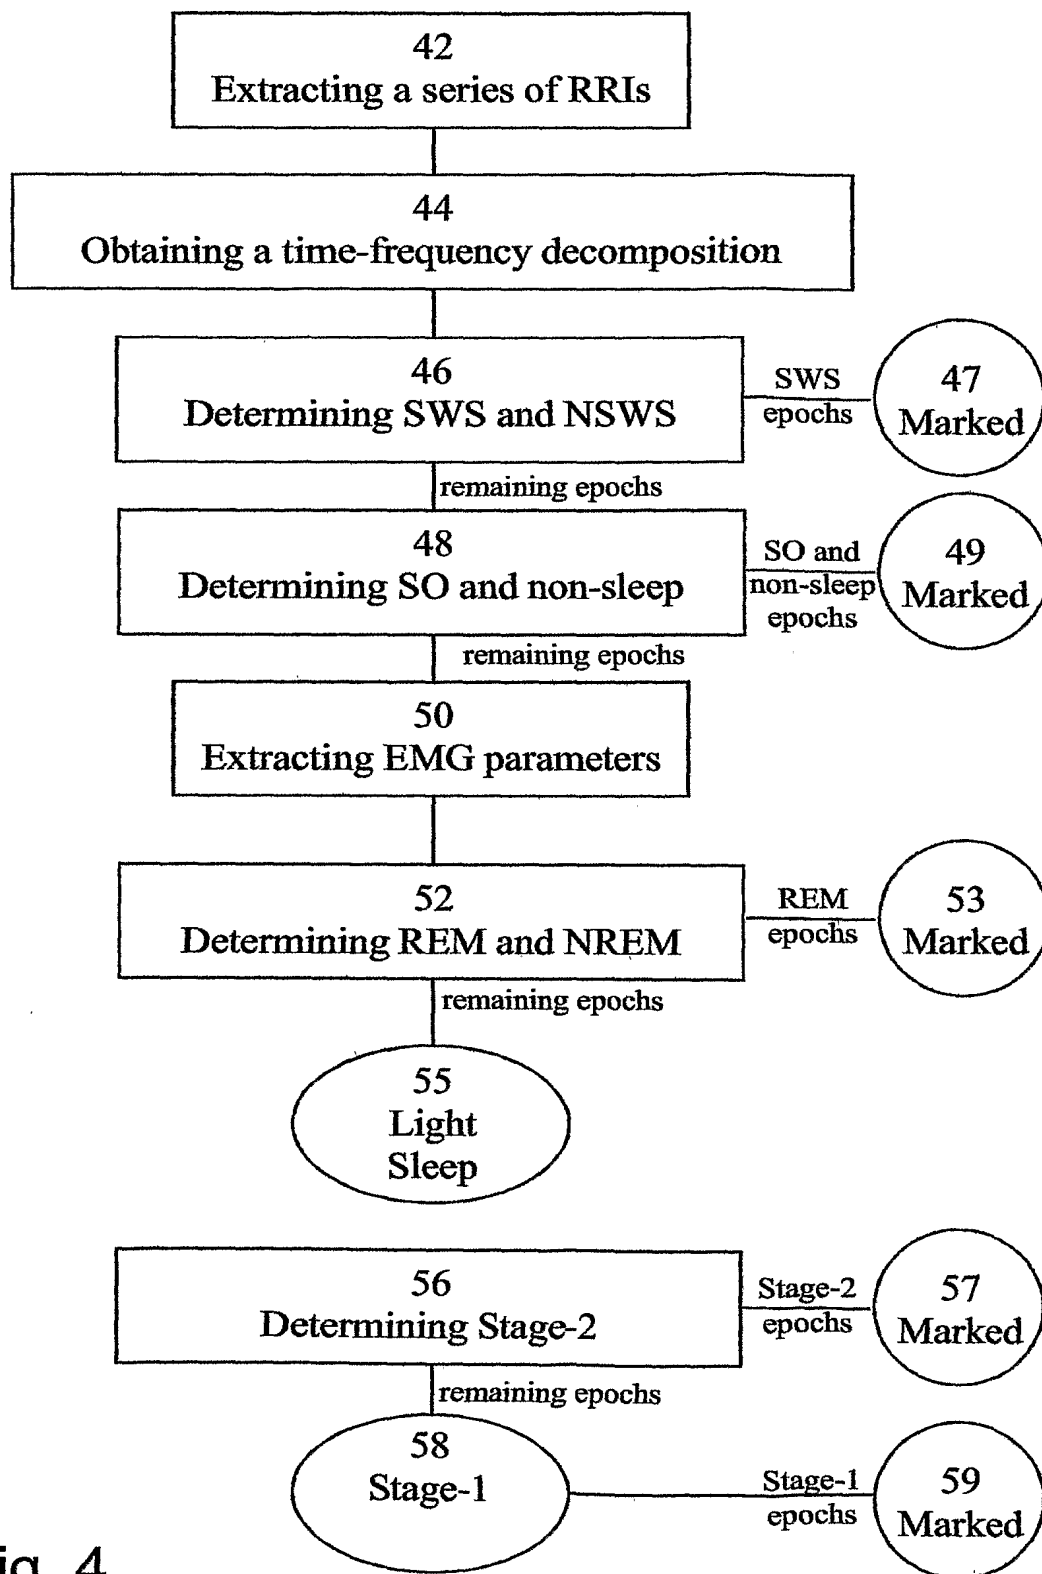 42
Extracting a series of RRIs
44
Obtaining a time-frequency decomposition
46
Determining SWS and NSWS
SWS
epochs
47
Marked
remaining epochs
48
Determining SO and non-sleep
SO and
non-sleep
epochs
49
Marked
remaining epochs
50
Extracting EMG parameters
52
Determining REM and NREM
REM
epochs
53
Marked
remaining epochs
55
Light
Sleep
56
Determining Stage-2
Stage-2
epochs
57
Marked
remaining epochs
58
Stage-1
Stage-1
epochs
59
Marked
ig. 4